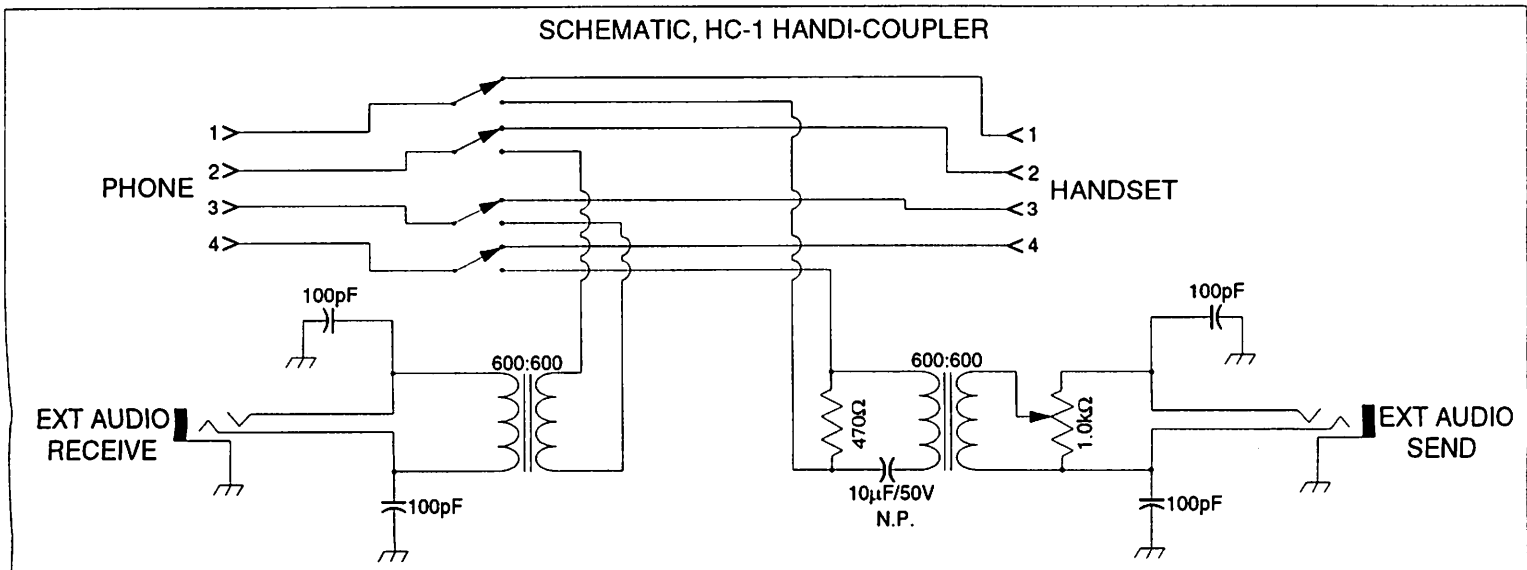 SCHEMATIC, HC-1 HANDI-COUPLER
1
2
PHONE
3
4
1
2
HANDSET
3
4
100pF
600:600
EXT AUDIO
RECEIVE
100pF
600:600
470Ω
10µF/50V
N.P.
1.0kΩ
100pF
EXT AUDIO
SEND
100pF